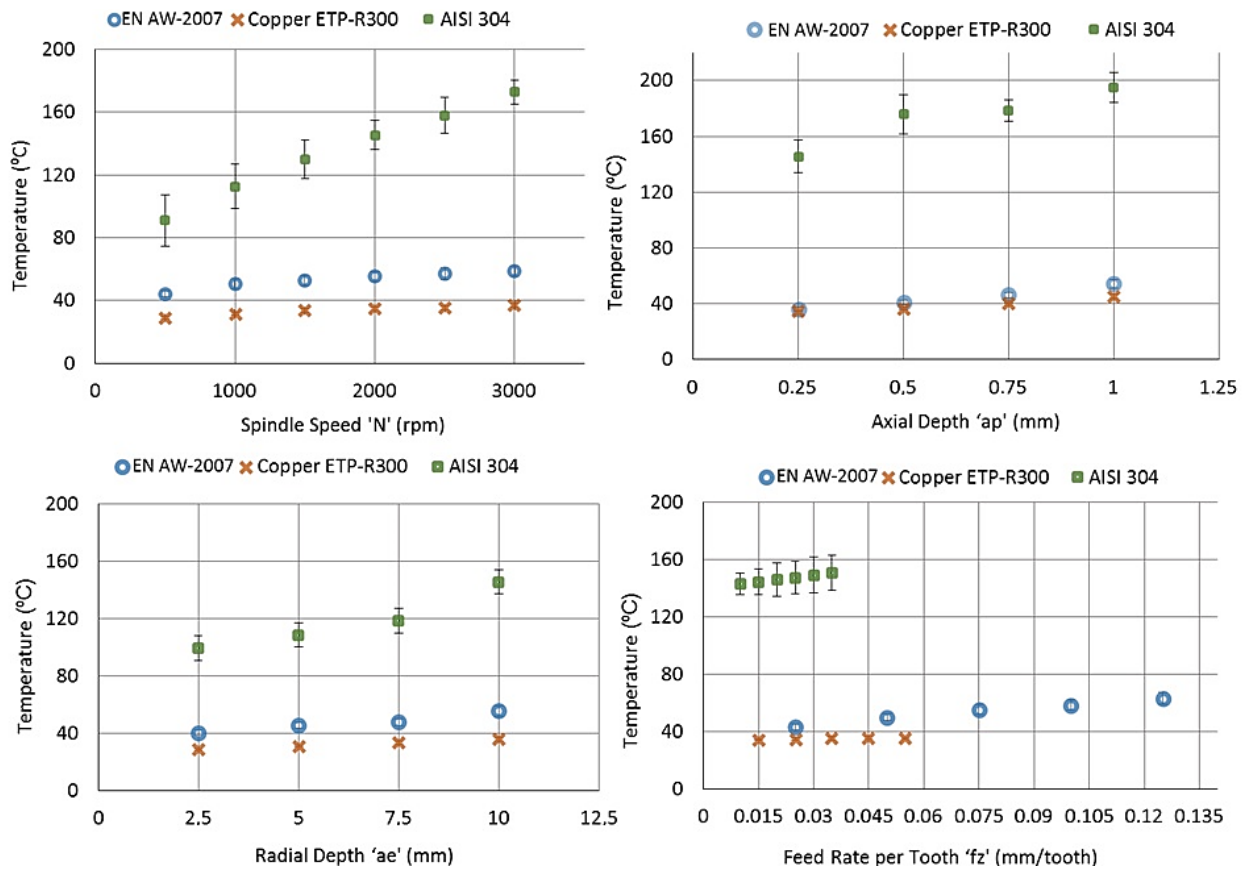 EN AW-2007 Copper ETP-R300 AISI 304
200
160
120
80
40
0
0 1000 2000 3000
Temperature (ºC)
Spindle Speed 'N' (rpm)
EN AW-2007 Copper ETP-R300 AISI 304
200
160
120
80
40
0
0 0.25 0.5 0.75 1 1.25
Temperature (ºC)
Axial Depth ‘ap’ (mm)
EN AW-2007 Copper ETP-R300 AISI 304
200
160
120
80
40
0
0 2.5 5 7.5 10 12.5
Temperature (ºC)
Radial Depth ‘ae’ (mm)
EN AW-2007 Copper ETP-R300 AISI 304
200
160
120
80
40
0
0 0.015 0.03 0.045 0.06 0.075 0.09 0.105 0.12 0.135
Temperature (ºC)
Feed Rate per Tooth ‘fz’ (mm/tooth)